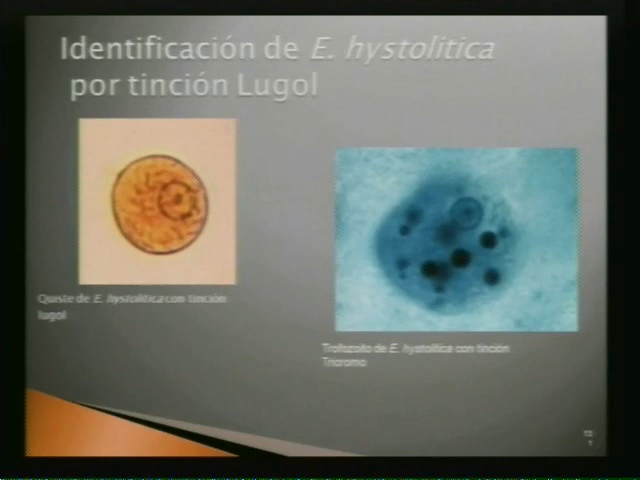 Identificación de E. hystolitica
por tinción Lugol
Quiste de E. hystolitica con tinción
lugol
Trofozoito de E. hystolitica con tinción
Tricromo